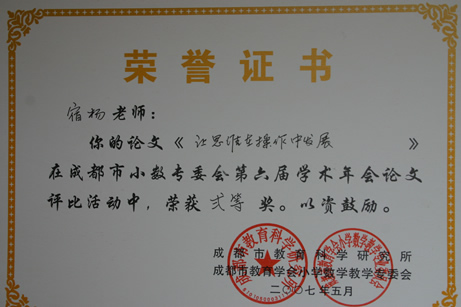 荣誉证书
宿杨老师：
你的论文《让思维在操作中发展》
在成都市小数专委会第六届学术年会论文
评比活动中，荣获 弍等 奖。以资鼓励。
成都市教育科学研究所
成都市教育学会小学数学教学专委会
二〇〇七年五月